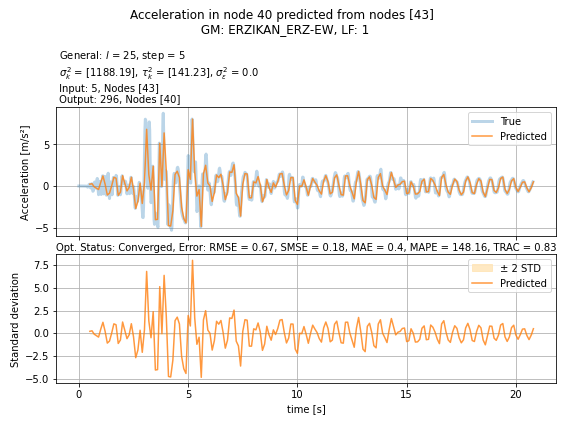 Acceleration in node 40 predicted from nodes [43]
GM: ERZIKAN_ERZ-EW, LF: 1
General: l = 25, step = 5
σ²ₖ = [1188.19], τ²ₖ = [141.23], σ²ε = 0.0
Input: 5, Nodes [43]
Output: 296, Nodes [40]
Acceleration [m/s²]
5
0
−5
True
Predicted
Opt. Status: Converged, Error: RMSE = 0.67, SMSE = 0.18, MAE = 0.4, MAPE = 148.16, TRAC = 0.83
Standard deviation
7.5
5.0
2.5
0.0
−2.5
−5.0
± 2 STD
Predicted
0 5 10 15 20
time [s]